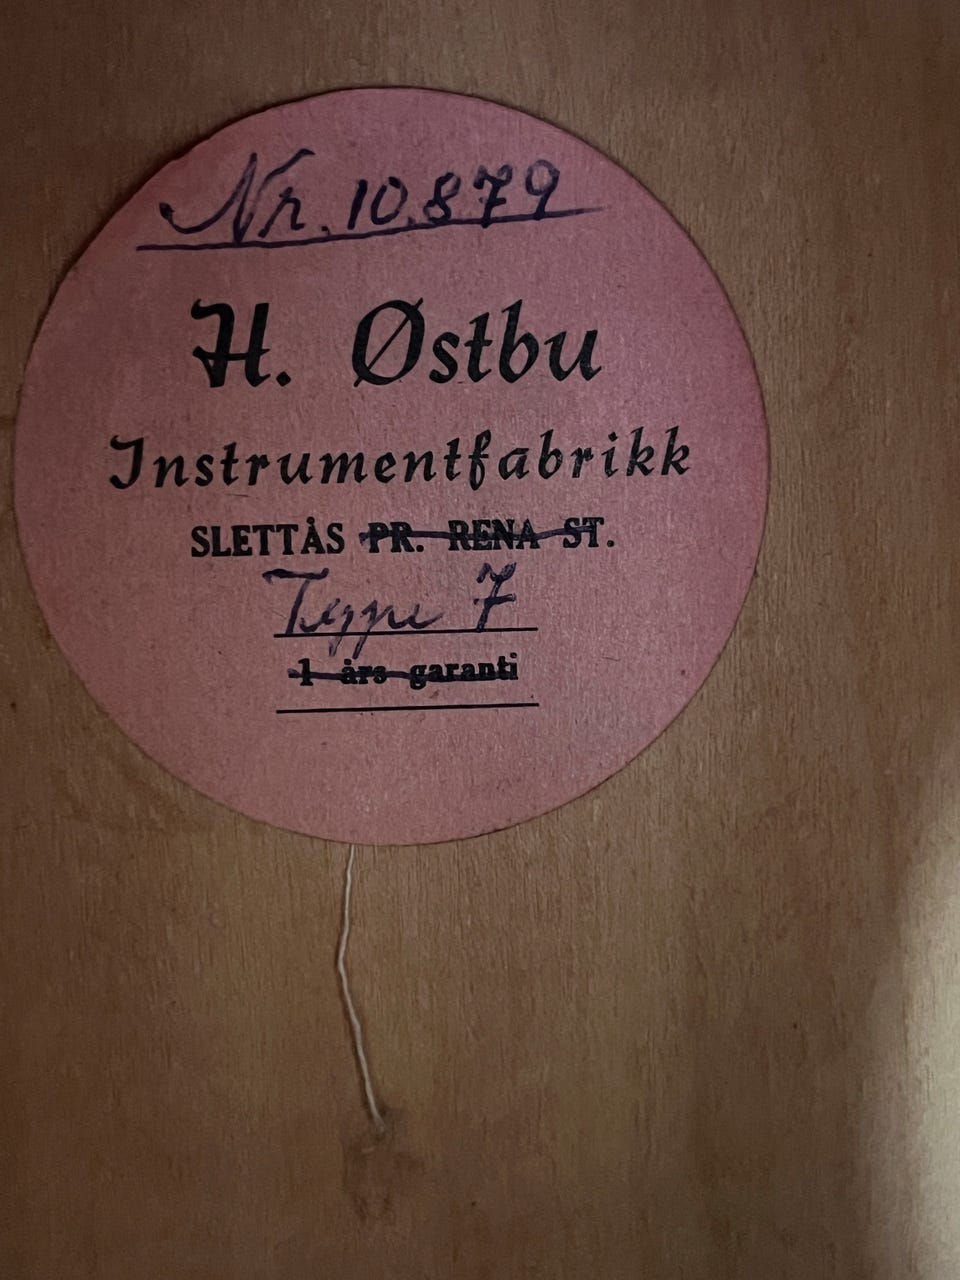 Nr. 10.879
H. Østbu
Instrumentfabrikk
SLETTÅS PR. RENA ST.
Type 7
1 års garanti